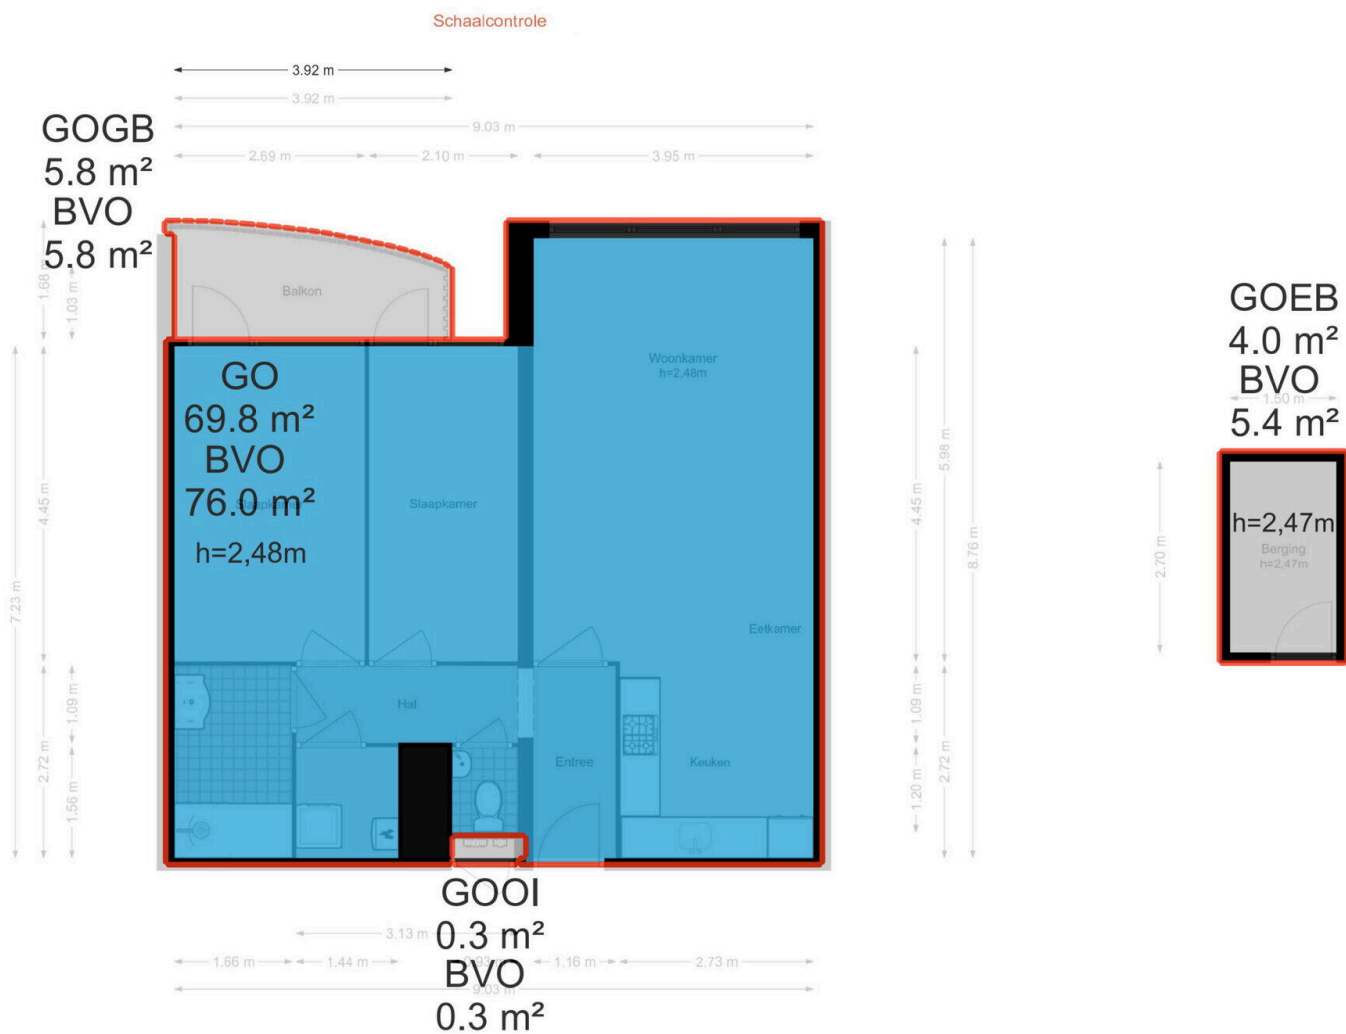 Schaalcontrole
3.92 m
3.92 m
9.03 m
2.69 m
2.10 m
3.95 m
GOGB
5.8 m²
BVO
5.8 m²
1.68 m
1.03 m
Balkon
Woonkamer
h=2,48m
GO
69.8 m²
BVO
76.0 m²
h=2,48m
Slaapkamer
Slaapkamer
Eetkamer
Hal
Entree
Keuken
4.45 m
7.23 m
1.09 m
2.72 m
1.56 m
4.45 m
5.98 m
8.76 m
1.09 m
2.72 m
1.20 m
GOEB
4.0 m²
BVO
1.50 m
5.4 m²
2.70 m
h=2,47m
Berging
h=2,47m
GOOI
0.3 m²
BVO
0.3 m²
3.13 m
1.66 m
1.44 m
0.93 m
1.16 m
2.73 m
9.03 m